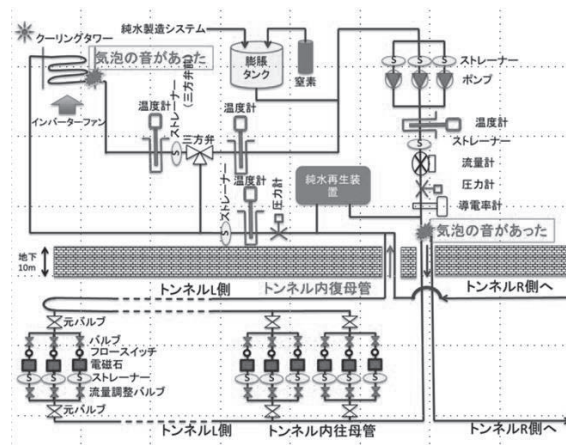 純水製造システム
クーリングタワー
気泡の音があった
膨脹
タンク
窒素
ストレーナー
ポンプ
インバーターファン
温度計
ストレーナー
(三方弁前)
三方弁
温度計
温度計
ストレーナー
流量計
圧力計
導電率計
ストレーナー
温度計
圧力計
純水再生装
置
気泡の音があった
地下
10m
トンネルL側
トンネル内復母管
トンネルR側へ
元バルブ
バルブ
フロースイッチ
電磁石
ストレーナー
流量調整バルブ
元バルブ
トンネルL側
トンネル内往母管
トンネルR側へ
S
S
S
S
S
S
S
S
S
S
S
S